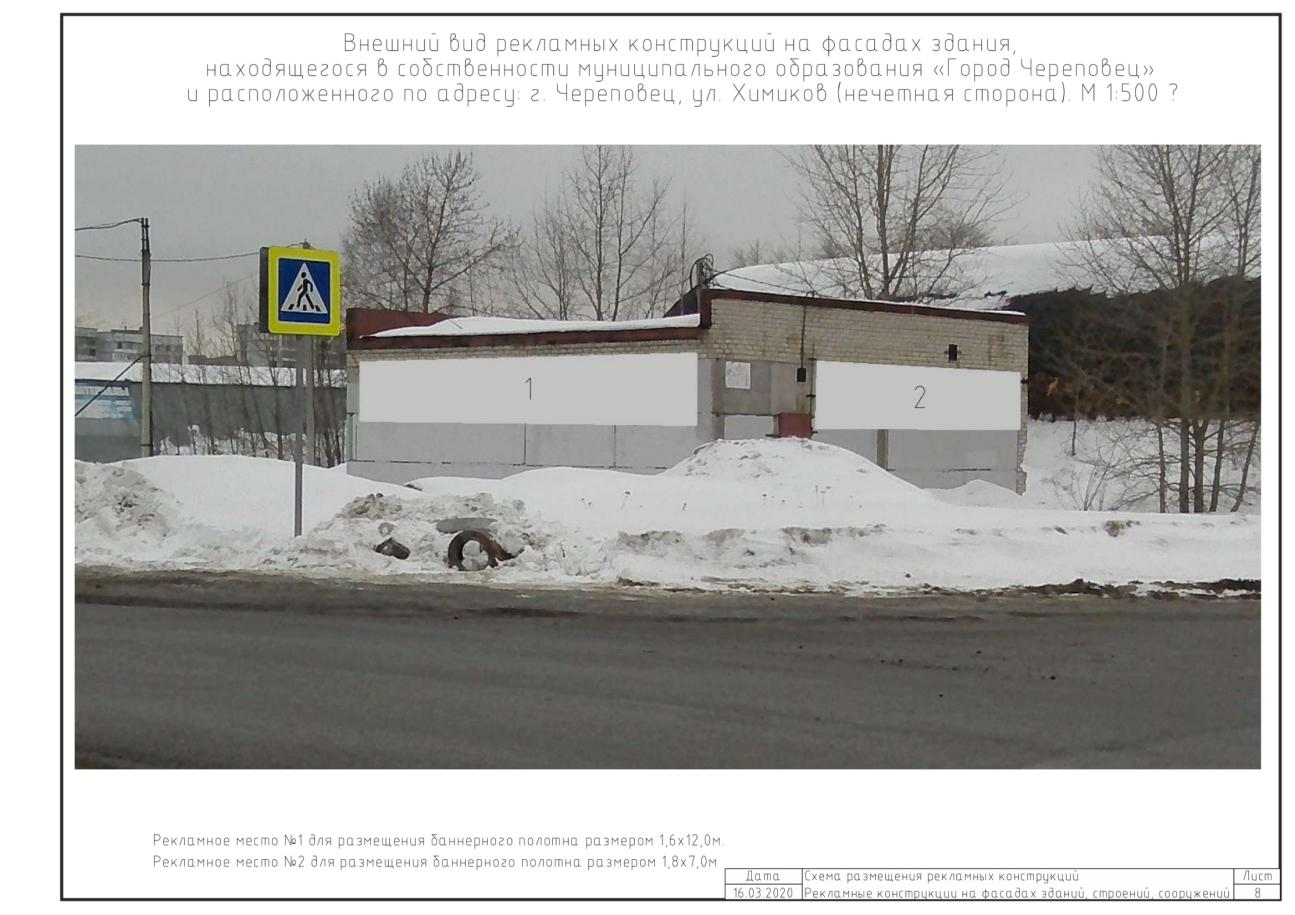 Внешний вид рекламных конструкций на фасадах здания,
находящегося в собственности муниципального образования «Город Череповец»
и расположенного по адресу: г. Череповец, ул. Химиков (нечетная сторона). М 1:500 ?
1
2
Рекламное место №1 для размещения баннерного полотна размером 1,6х12,0м.
Рекламное место №2 для размещения баннерного полотна размером 1,8х7,0м
Дата Схема размещения рекламных конструкций Лист
16.03.2020 Рекламные конструкции на фасадах зданий, строений, сооружений 8